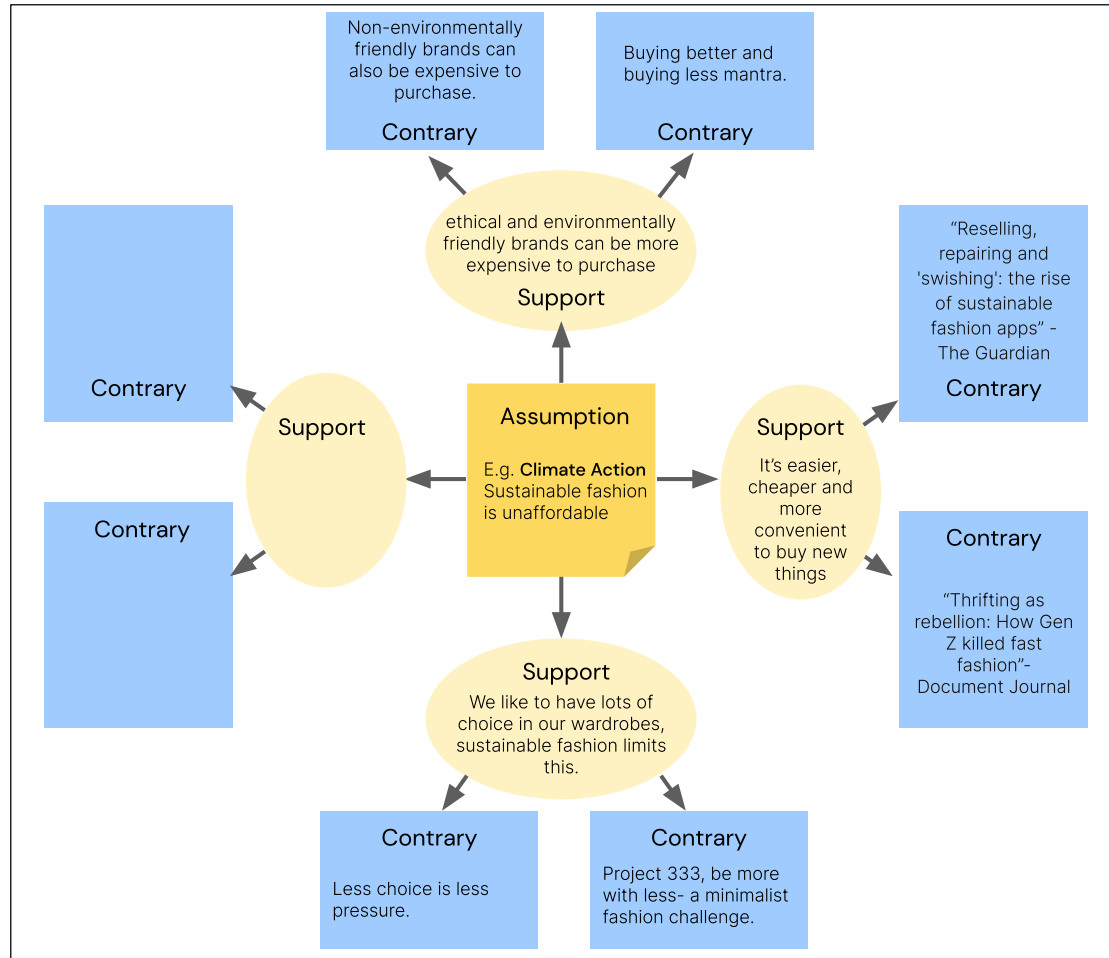 Non-environmentally
friendly brands can
also be expensive to
purchase.
Contrary
Buying better and
buying less mantra.
Contrary
ethical and environmentally
friendly brands can be more
expensive to purchase
Support
“Reselling,
repairing and
'swishing': the rise
of sustainable
fashion apps” -
The Guardian
Contrary
Contrary
Support
Assumption
E.g. Climate Action
Sustainable fashion
is unaffordable
Support
It’s easier,
cheaper and
more
convenient
to buy new
things
Contrary
Contrary
“Thrifting as
rebellion: How Gen
Z killed fast
fashion”-
Document Journal
Support
We like to have lots of
choice in our wardrobes,
sustainable fashion limits
this.
Contrary
Less choice is less
pressure.
Contrary
Project 333, be more
with less- a minimalist
fashion challenge.